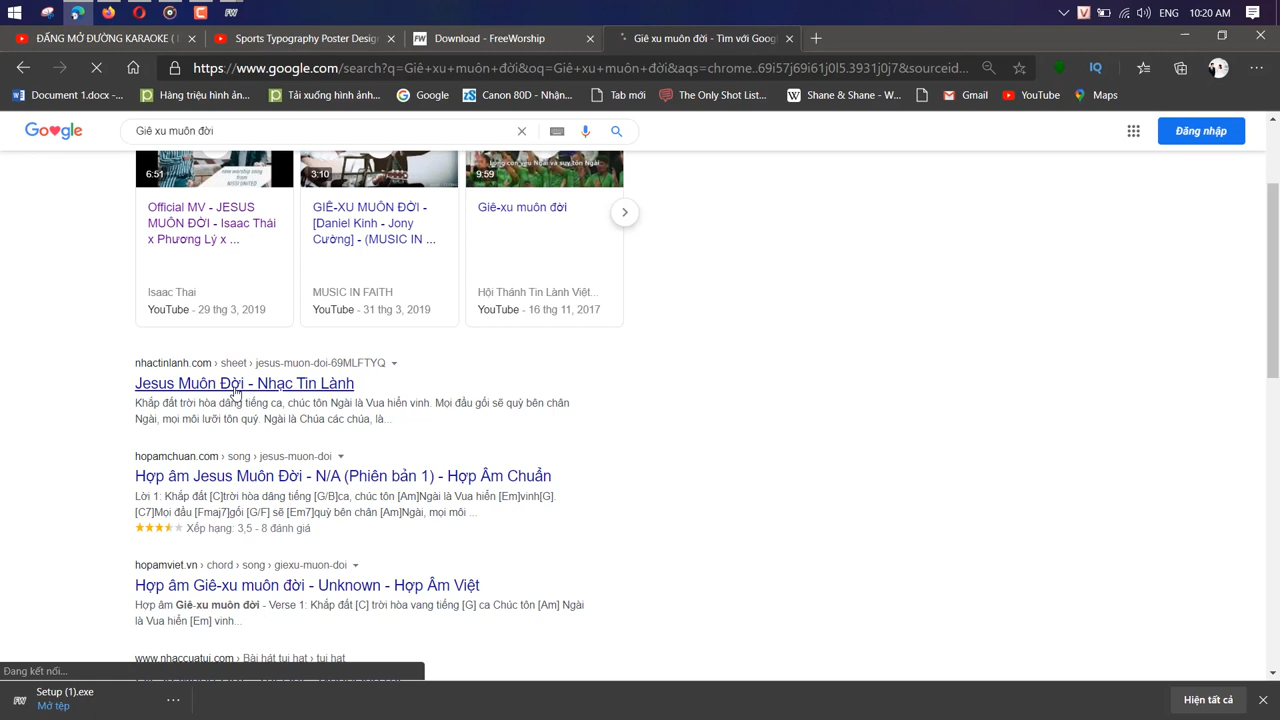 ENG
10:20 AM
ĐẤNG MỞ ĐƯỜNG KARAOKE (
Sports Typography Poster Design
Download - FreeWorship
Giê xu muôn đời - Tìm với Googl
https://www.google.com/search?q=Giê+xu+muôn+đời&oq=Giê+xu+muôn+đời&aqs=chrome..69i57j69i61j0l5.3931j0j7&sourceid...
IQ
Document 1.docx -...
Hàng triệu hình ả...
Tải xuống hình ảnh...
Google
Canon 80D - Nhận...
Tab mới
The Only Shot List...
Shane & Shane - W...
Gmail
YouTube
Maps
Google
Giê xu muôn đời
Đăng nhập
6:51
3:10
9:59
Official MV - JESUS
MUÔN ĐỜI - Isaac Thái
x Phương Lý x ...
GIÊ-XU MUÔN ĐỜI -
[Daniel Kinh - Jony
Cường] - (MUSIC IN ...
Giê-xu muôn đời
Isaac Thai
YouTube - 29 thg 3, 2019
MUSIC IN FAITH
YouTube - 31 thg 3, 2019
Hội Thánh Tin Lành Việt...
YouTube - 16 thg 11, 2017
nhactinlanh.com › sheet › jesus-muon-doi-69MLFTYQ
Jesus Muôn Đời - Nhạc Tin Lành
Khắp đất trời hòa dâng tiếng ca, chúc tôn Ngài là Vua hiển vinh. Mọi đầu gối sẽ quỳ bên chân
Ngài, mọi môi lưỡi tôn quý. Ngài là Chúa các chúa, là...
hopamchuan.com › song › jesus-muon-doi
Hợp âm Jesus Muôn Đời - N/A (Phiên bản 1) - Hợp Âm Chuẩn
Lời 1: Khắp đất [C]trời hòa dâng tiếng [G/B]ca, chúc tôn [Am]Ngài là Vua hiển [Em]vinh[G].
[C7]Mọi đầu [Fmaj7]gối [G/F] sẽ [Em7]quỳ bên chân [Am]Ngài, mọi môi ...
Xếp hạng: 3,5 - 8 đánh giá
hopamviet.vn › chord › song › giexu-muon-doi
Hợp âm Giê-xu muôn đời - Unknown - Hợp Âm Việt
Hợp âm Giê-xu muôn đời - Verse 1: Khắp đất [C] trời hòa vang tiếng [G] ca Chúc tôn [Am] Ngài
là Vua hiển [Em] vinh...
www.nhaccuatui.com › Bài hát tui hat › tui hat
Đang kết nối...
FW
Setup (1).exe
Mở tệp
Hiện tất cả